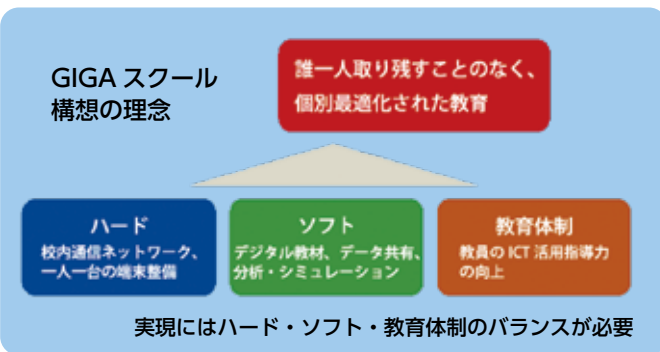 GIGA スクール
構想の理念
誰一人取り残すことのなく、
個別最適化された教育
ハード
校内通信ネットワーク、
一人一台の端末整備
ソフト
デジタル教材、データ共有、
分析・シミュレーション
教育体制
教員の ICT 活用指導力
の向上
実現にはハード・ソフト・教育体制のバランスが必要